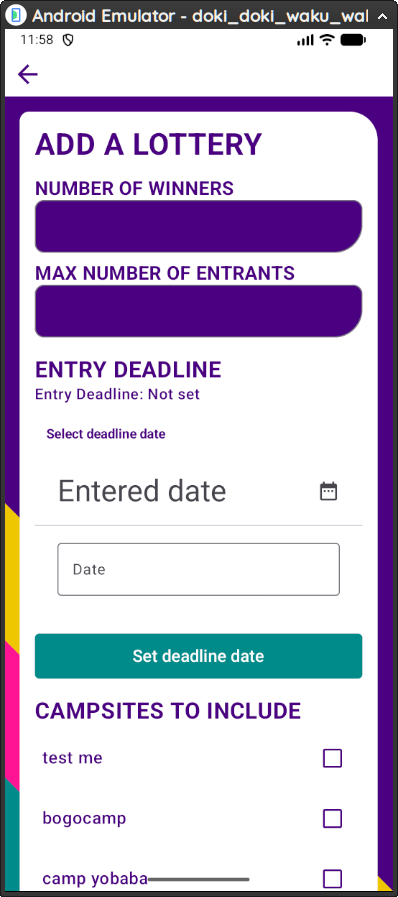 Android Emulator - doki_doki_waku_wal
11:58
ADD A LOTTERY
NUMBER OF WINNERS
MAX NUMBER OF ENTRANTS
ENTRY DEADLINE
Entry Deadline: Not set
Select deadline date
Entered date
Date
Set deadline date
CAMPSITES TO INCLUDE
test me
bogocamp
camp yobaba